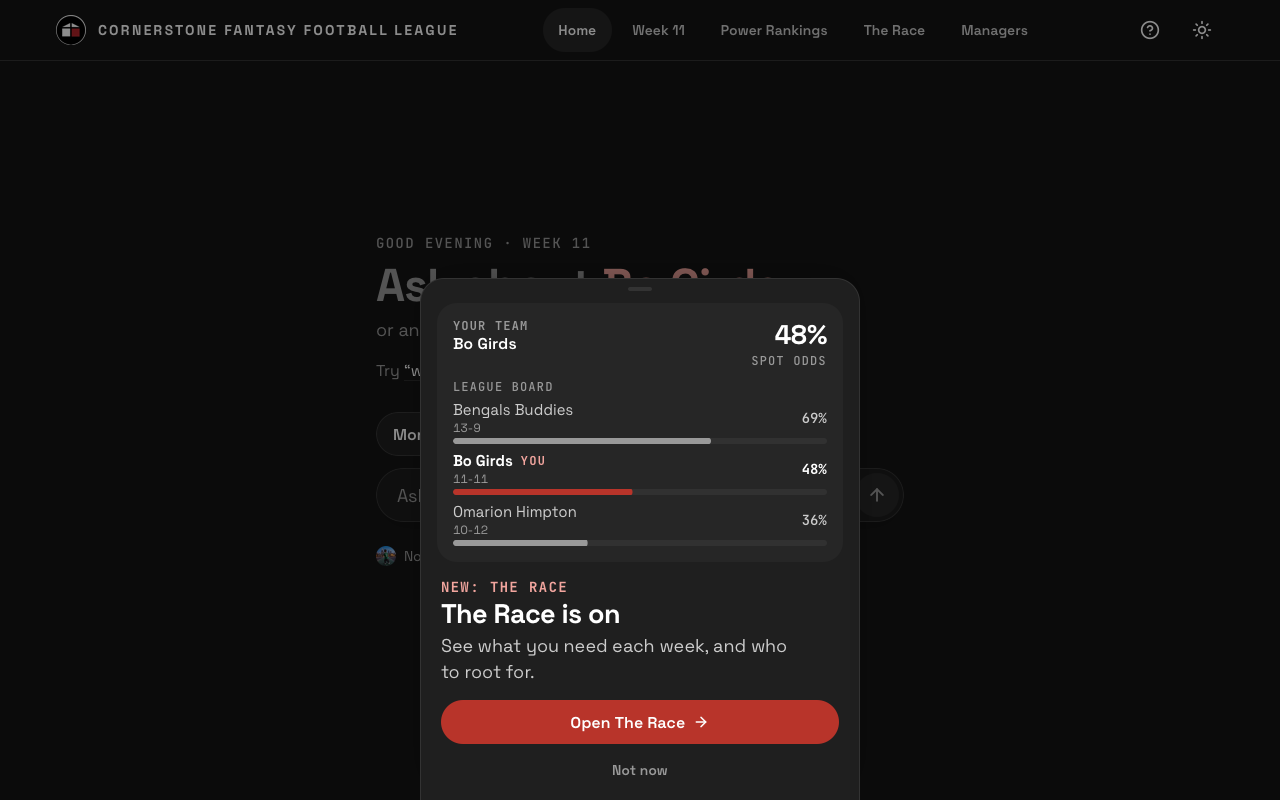 CORNERSTONE FANTASY FOOTBALL LEAGUE
Home
Week 11
Power Rankings
The Race
Managers
GOOD EVENING · WEEK 11
or an
Try
YOUR TEAM
Bo Girds
48%
SPOT ODDS
LEAGUE BOARD
Bengals Buddies
69%
13-9
Bo Girds YOU
48%
11-11
Omarion Himpton
36%
10-12
NEW: THE RACE
The Race is on
See what you need each week, and who
to root for.
Open The Race →
Not now